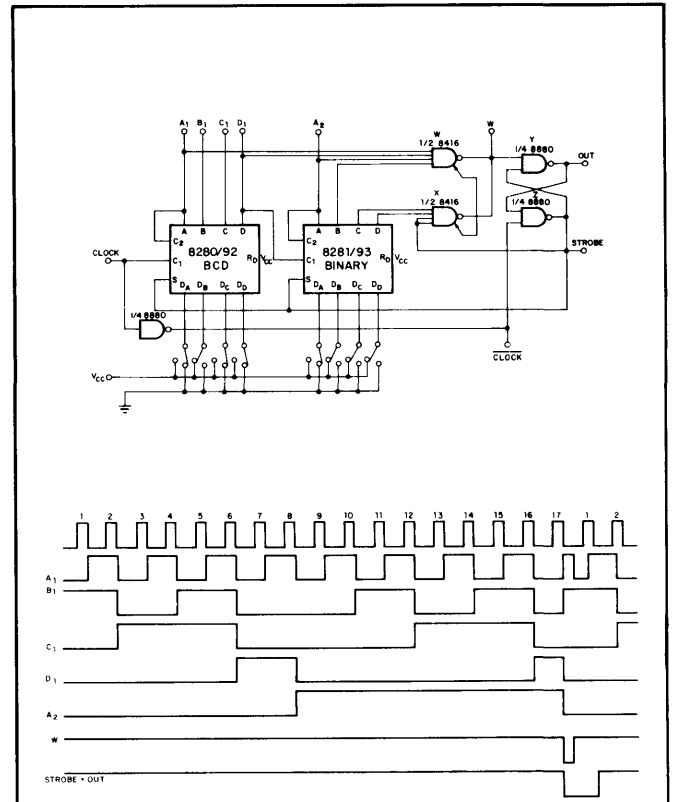 A1 B1 C1 D1 A2 W
W
1/2 8416
Y
1/4 8880
OUT
X
1/2 8416
Z
1/4 8880
STROBE
A B C D
C2
8280/92
BCD
C1
RD VCC
S
DA DB DC DD
A B C D
C2
8281/93
BINARY
C1
RD VCC
S
DA DB DC DD
CLOCK
1/4 8880
CLOCK
VCC
1 2 3 4 5 6 7 8 9 10 11 12 13 14 15 16 17 1 2
A1
B1
C1
D1
A2
W
STROBE + OUT